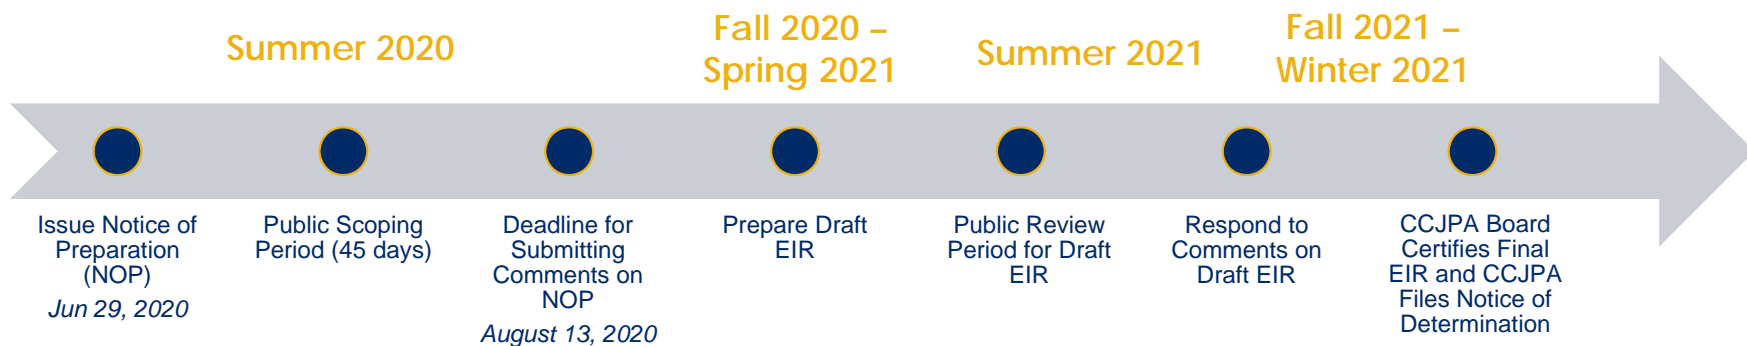 Summer 2020
Fall 2020 –
Spring 2021
Summer 2021
Fall 2021 –
Winter 2021
Issue Notice of
Preparation
(NOP)
Jun 29, 2020
Public Scoping
Period (45 days)
Deadline for
Submitting
Comments on
NOP
August 13, 2020
Prepare Draft
EIR
Public Review
Period for Draft
EIR
Respond to
Comments on
Draft EIR
CCJPA Board
Certifies Final
EIR and CCJPA
Files Notice of
Determination